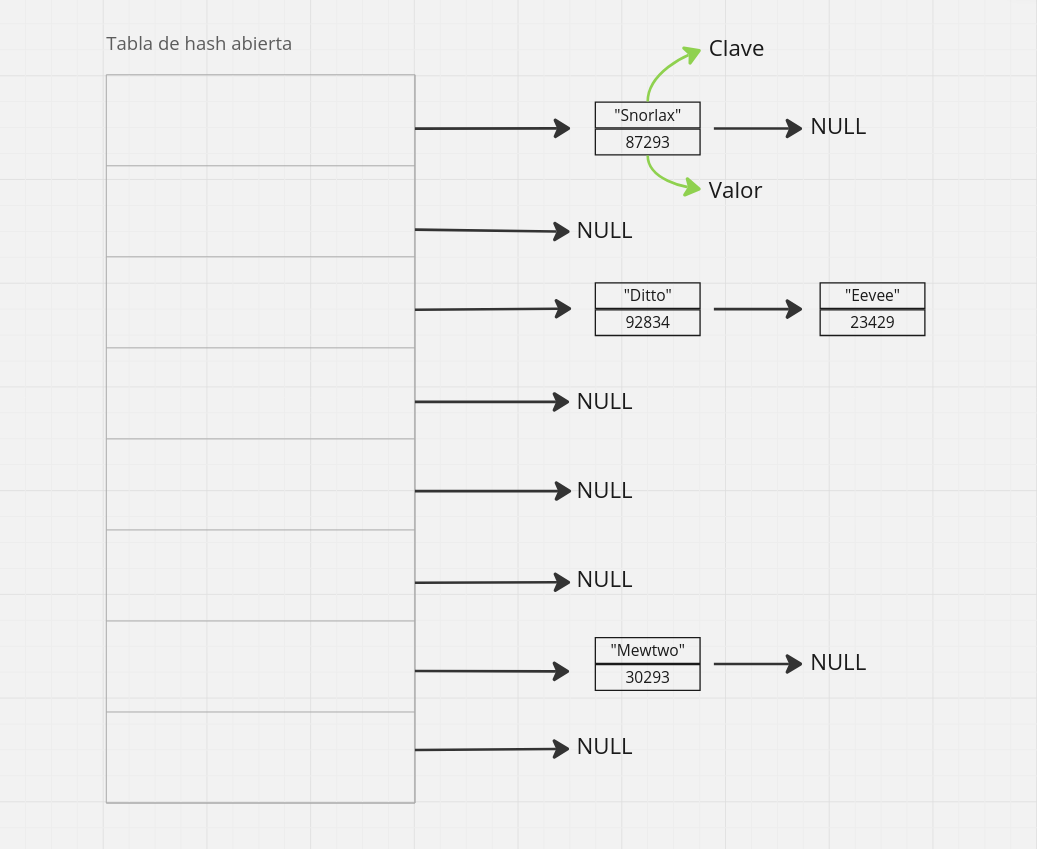 Tabla de hash abierta
Clave
"Snorlax"
87293
NULL
Valor
NULL
"Ditto"
92834
"Eevee"
23429
NULL
NULL
NULL
"Mewtwo"
30293
NULL
NULL